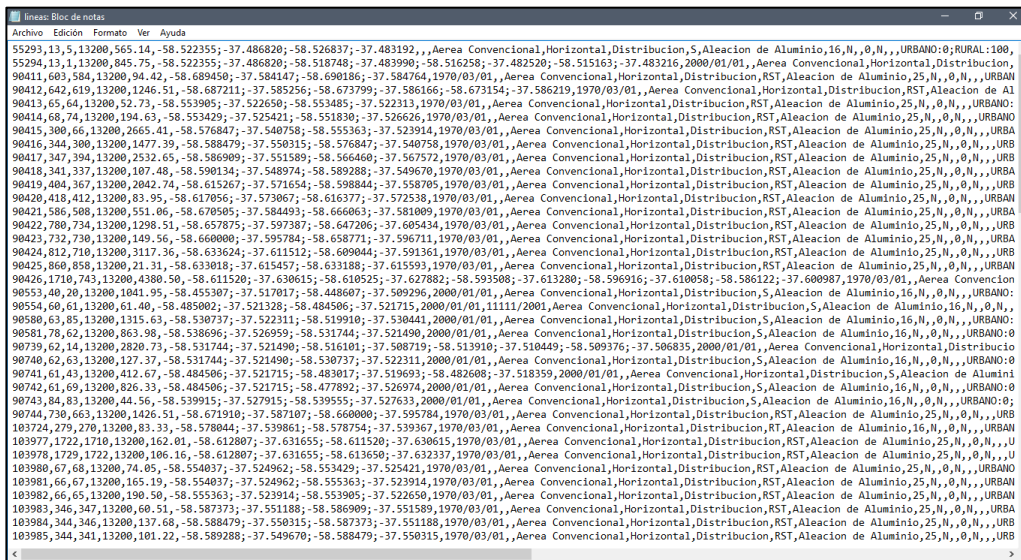 lineas: Bloc de notas
Archivo Edición Formato Ver Ayuda
55293,13,5,13200,565.14,-58.522355;-37.486820;-58.526837;-37.483192,,,Aerea Convencional,Horizontal,Distribucion,S,Aleacion de Aluminio,16,N,,0,N,,,URBANO:0;RURAL:100,
55294,13,1,13200,845.75,-58.522355;-37.486820;-58.518748;-37.483990;-58.516258;-37.482520;-58.515163;-37.483216,2000/01/01,,Aerea Convencional,Horizontal,Distribucion,
90411,603,584,13200,94.42,-58.689450;-37.584147;-58.690186;-37.584764,1970/03/01,,Aerea Convencional,Horizontal,Distribucion,RST,Aleacion de Aluminio,25,N,,0,N,,,URBAN
90412,642,619,13200,1246.51,-58.687211;-37.585256;-58.673799;-37.586166;-58.673154;-37.586219,1970/03/01,,Aerea Convencional,Horizontal,Distribucion,RST,Aleacion de Al
90413,65,64,13200,52.73,-58.553905;-37.522650;-58.553485;-37.522313,1970/03/01,,Aerea Convencional,Horizontal,Distribucion,RST,Aleacion de Aluminio,25,N,,0,N,,,URBANO:
90414,68,74,13200,194.63,-58.553429;-37.525421;-58.551830;-37.526626,1970/03/01,,Aerea Convencional,Horizontal,Distribucion,RST,Aleacion de Aluminio,25,N,,0,N,,,URBANO
90415,300,66,13200,2665.41,-58.576847;-37.540758;-58.555363;-37.523914,1970/03/01,,Aerea Convencional,Horizontal,Distribucion,RST,Aleacion de Aluminio,25,N,,0,N,,,URBA
90416,344,300,13200,1477.39,-58.588479;-37.550315;-58.576847;-37.540758,1970/03/01,,Aerea Convencional,Horizontal,Distribucion,RST,Aleacion de Aluminio,25,N,,0,N,,,URB
90417,347,394,13200,2532.65,-58.586909;-37.551589;-58.566460;-37.567572,1970/03/01,,Aerea Convencional,Horizontal,Distribucion,RST,Aleacion de Aluminio,25,N,,0,N,,,URB
90418,341,337,13200,107.48,-58.590134;-37.548974;-58.589288;-37.549670,1970/03/01,,Aerea Convencional,Horizontal,Distribucion,RST,Aleacion de Aluminio,25,N,,0,N,,,URBA
90419,404,367,13200,2042.74,-58.615267;-37.571654;-58.598844;-37.558705,1970/03/01,,Aerea Convencional,Horizontal,Distribucion,RST,Aleacion de Aluminio,25,N,,0,N,,,URB
90420,418,412,13200,83.95,-58.617056;-37.573067;-58.616377;-37.572538,1970/03/01,,Aerea Convencional,Horizontal,Distribucion,RST,Aleacion de Aluminio,25,N,,0,N,,,URBAN
90421,586,508,13200,551.06,-58.670505;-37.584493;-58.666063;-37.581009,1970/03/01,,Aerea Convencional,Horizontal,Distribucion,RST,Aleacion de Aluminio,25,N,,0,N,,,URBA
90422,780,734,13200,1298.51,-58.657875;-37.597387;-58.647206;-37.605434,1970/03/01,,Aerea Convencional,Horizontal,Distribucion,RST,Aleacion de Aluminio,25,N,,0,N,,,URB
90423,732,730,13200,149.56,-58.660000;-37.595784;-58.658771;-37.596711,1970/03/01,,Aerea Convencional,Horizontal,Distribucion,RST,Aleacion de Aluminio,25,N,,0,N,,,URBA
90424,812,710,13200,3117.36,-58.633624;-37.611512;-58.609044;-37.591361,1970/03/01,,Aerea Convencional,Horizontal,Distribucion,RST,Aleacion de Aluminio,25,N,,0,N,,,URB
90425,860,858,13200,21.31,-58.633018;-37.615457;-58.633188;-37.615593,1970/03/01,,Aerea Convencional,Horizontal,Distribucion,RST,Aleacion de Aluminio,25,N,,0,N,,,URBAN
90426,1710,743,13200,4380.50,-58.611520;-37.630615;-58.610525;-37.627882;-58.593508;-37.613280;-58.596916;-37.610058;-58.586122;-37.600987,1970/03/01,,Aerea Convencion
90553,40,20,13200,1041.95,-58.455307;-37.517017;-58.448607;-37.509296,2000/01/01,,Aerea Convencional,Horizontal,Distribucion,S,Aleacion de Aluminio,16,N,,0,N,,,URBANO:
90554,60,61,13200,61.40,-58.485002;-37.521328;-58.484506;-37.521715,2000/01/01,11111/2001,Aerea Convencional,Horizontal,Distribucion,S,Aleacion de Aluminio,16,N,,0,N,,
90580,63,85,13200,1315.63,-58.530737;-37.522311;-58.519910;-37.530441,2000/01/01,,Aerea Convencional,Horizontal,Distribucion,S,Aleacion de Aluminio,16,N,,0,N,,,URBANO:
90581,78,62,13200,863.98,-58.538696;-37.526959;-58.531744;-37.521490,2000/01/01,,Aerea Convencional,Horizontal,Distribucion,S,Aleacion de Aluminio,16,N,,0,N,,,URBANO:0
90739,62,14,13200,2820.73,-58.531744;-37.521490;-58.516101;-37.508719;-58.513910;-37.510449;-58.509376;-37.506835,2000/01/01,,Aerea Convencional,Horizontal,Distribucio
90740,62,63,13200,127.37,-58.531744;-37.521490;-58.530737;-37.522311,2000/01/01,,Aerea Convencional,Horizontal,Distribucion,S,Aleacion de Aluminio,16,N,,0,N,,,URBANO:0
90741,61,43,13200,412.67,-58.484506;-37.521715;-58.483017;-37.519693;-58.482608;-37.518359,2000/01/01,,Aerea Convencional,Horizontal,Distribucion,S,Aleacion de Alumini
90742,61,69,13200,826.33,-58.484506;-37.521715;-58.477892;-37.526974,2000/01/01,,Aerea Convencional,Horizontal,Distribucion,S,Aleacion de Aluminio,16,N,,0,N,,,URBANO:0
90743,84,83,13200,44.56,-58.539915;-37.527915;-58.539555;-37.527633,2000/01/01,,Aerea Convencional,Horizontal,Distribucion,S,Aleacion de Aluminio,16,N,,0,N,,,URBANO:0;
90744,730,663,13200,1426.51,-58.671910;-37.587107;-58.660000;-37.595784,1970/03/01,,Aerea Convencional,Horizontal,Distribucion,RST,Aleacion de Aluminio,25,N,,0,N,,,URB
103724,279,270,13200,83.33,-58.578044;-37.539861;-58.578754;-37.539367,1970/03/01,,Aerea Convencional,Horizontal,Distribucion,RT,Aleacion de Aluminio,16,N,,0,N,,,URBAN
103977,1722,1710,13200,162.01,-58.612807;-37.631655;-58.611520;-37.630615,1970/03/01,,Aerea Convencional,Horizontal,Distribucion,RST,Aleacion de Aluminio,25,N,,0,N,,,U
103978,1729,1722,13200,106.16,-58.612807;-37.631655;-58.613650;-37.632337,1970/03/01,,Aerea Convencional,Horizontal,Distribucion,RST,Aleacion de Aluminio,25,N,,0,N,,,U
103980,67,68,13200,74.05,-58.554037;-37.524962;-58.553429;-37.525421,1970/03/01,,Aerea Convencional,Horizontal,Distribucion,RST,Aleacion de Aluminio,25,N,,0,N,,,URBANO
103981,66,67,13200,165.19,-58.554037;-37.524962;-58.555363;-37.523914,1970/03/01,,Aerea Convencional,Horizontal,Distribucion,RST,Aleacion de Aluminio,25,N,,0,N,,,URBAN
103982,66,65,13200,190.50,-58.555363;-37.523914;-58.553905;-37.522650,1970/03/01,,Aerea Convencional,Horizontal,Distribucion,RST,Aleacion de Aluminio,25,N,,0,N,,,URBAN
103983,346,347,13200,60.51,-58.587373;-37.551188;-58.586909;-37.551589,1970/03/01,,Aerea Convencional,Horizontal,Distribucion,RST,Aleacion de Aluminio,25,N,,0,N,,,URBA
103984,344,346,13200,137.68,-58.588479;-37.550315;-58.587373;-37.551188,1970/03/01,,Aerea Convencional,Horizontal,Distribucion,RST,Aleacion de Aluminio,25,N,,0,N,,,URB
103985,344,341,13200,101.22,-58.589288;-37.549670;-58.588479;-37.550315,1970/03/01,,Aerea Convencional,Horizontal,Distribucion,RST,Aleacion de Aluminio,25,N,,0,N,,,URB